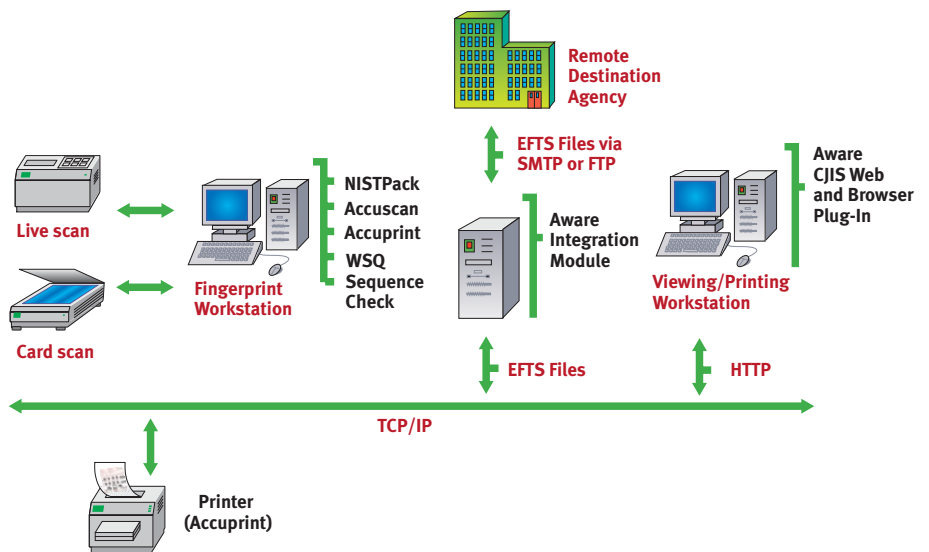 Remote
Destination
Agency
EFTS Files via
SMTP or FTP
Live scan
Card scan
Fingerprint
Workstation
NISTPack
Accuscan
Accuprint
WSQ
Sequence
Check
Aware
Integration
Module
Aware
CJIS Web
and Browser
Plug-In
Viewing/Printing
Workstation
EFTS Files
HTTP
TCP/IP
Printer
(Accuprint)